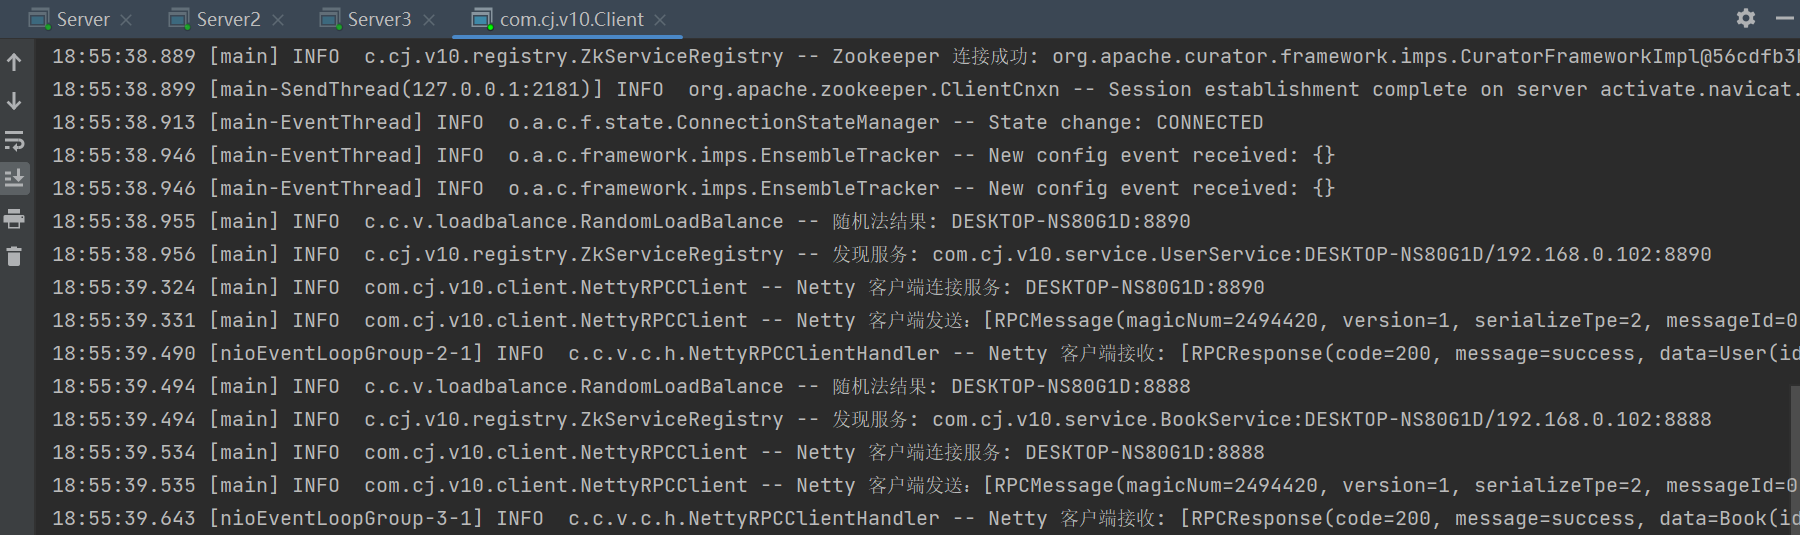 Server Server2 Server3 com.cj.v10.Client
18:55:38.889 [main] INFO c.cj.v10.registry.ZkServiceRegistry -- Zookeeper 连接成功: org.apache.curator.framework.imps.CuratorFrameworkImpl@56cdfb3
18:55:38.899 [main-SendThread(127.0.0.1:2181)] INFO org.apache.zookeeper.ClientCnxn -- Session establishment complete on server activate.navicat.
18:55:38.913 [main-EventThread] INFO o.a.c.f.state.ConnectionStateManager -- State change: CONNECTED
18:55:38.946 [main-EventThread] INFO o.a.c.framework.imps.EnsembleTracker -- New config event received: {}
18:55:38.946 [main-EventThread] INFO o.a.c.framework.imps.EnsembleTracker -- New config event received: {}
18:55:38.955 [main] INFO c.c.v.loadbalance.RandomLoadBalance -- 随机法结果: DESKTOP-NS80G1D:8890
18:55:38.956 [main] INFO c.cj.v10.registry.ZkServiceRegistry -- 发现服务: com.cj.v10.service.UserService:DESKTOP-NS80G1D/192.168.0.102:8890
18:55:39.324 [main] INFO com.cj.v10.client.NettyRPCClient -- Netty 客户端连接服务: DESKTOP-NS80G1D:8890
18:55:39.331 [main] INFO com.cj.v10.client.NettyRPCClient -- Netty 客户端发送：[RPCMessage(magicNum=2494420, version=1, serializeTpe=2, messageId=0
18:55:39.490 [nioEventLoopGroup-2-1] INFO c.c.v.c.h.NettyRPCClientHandler -- Netty 客户端接收: [RPCResponse(code=200, message=success, data=User(id
18:55:39.494 [main] INFO c.c.v.loadbalance.RandomLoadBalance -- 随机法结果: DESKTOP-NS80G1D:8888
18:55:39.494 [main] INFO c.cj.v10.registry.ZkServiceRegistry -- 发现服务: com.cj.v10.service.BookService:DESKTOP-NS80G1D/192.168.0.102:8888
18:55:39.534 [main] INFO com.cj.v10.client.NettyRPCClient -- Netty 客户端连接服务: DESKTOP-NS80G1D:8888
18:55:39.535 [main] INFO com.cj.v10.client.NettyRPCClient -- Netty 客户端发送：[RPCMessage(magicNum=2494420, version=1, serializeTpe=2, messageId=0
18:55:39.643 [nioEventLoopGroup-3-1] INFO c.c.v.c.h.NettyRPCClientHandler -- Netty 客户端接收: [RPCResponse(code=200, message=success, data=Book(id